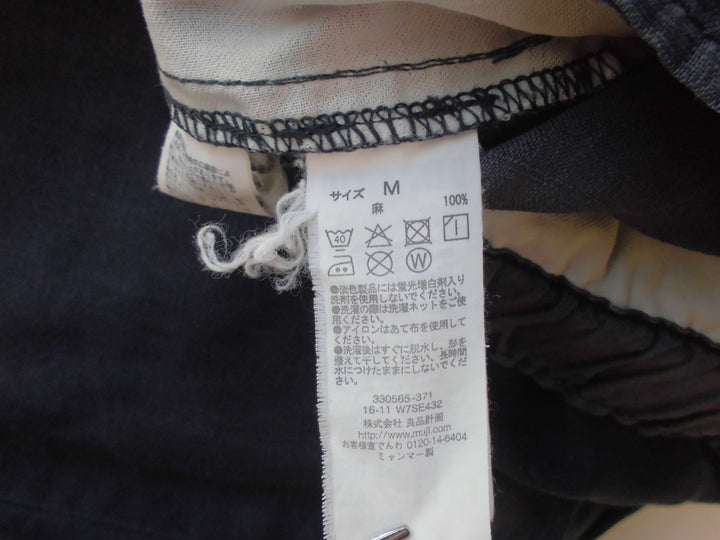 サイズ M
麻 100%
40
W
●淡色製品には蛍光増白剤入り
洗剤を使用しないでください。
●洗濯の際は洗濯ネットをご使
用ください。
●アイロンはあて布を使用して
ください。
●洗濯後はすぐに脱水し、形を
整えて干してください。長時間
水につけたままにしないでくだ
さい。
330565-371
16-11 W7SE432
株式会社 良品計画
http://www.muji.com
お客様室でんわ 0120-14-6404
ミャンマー製